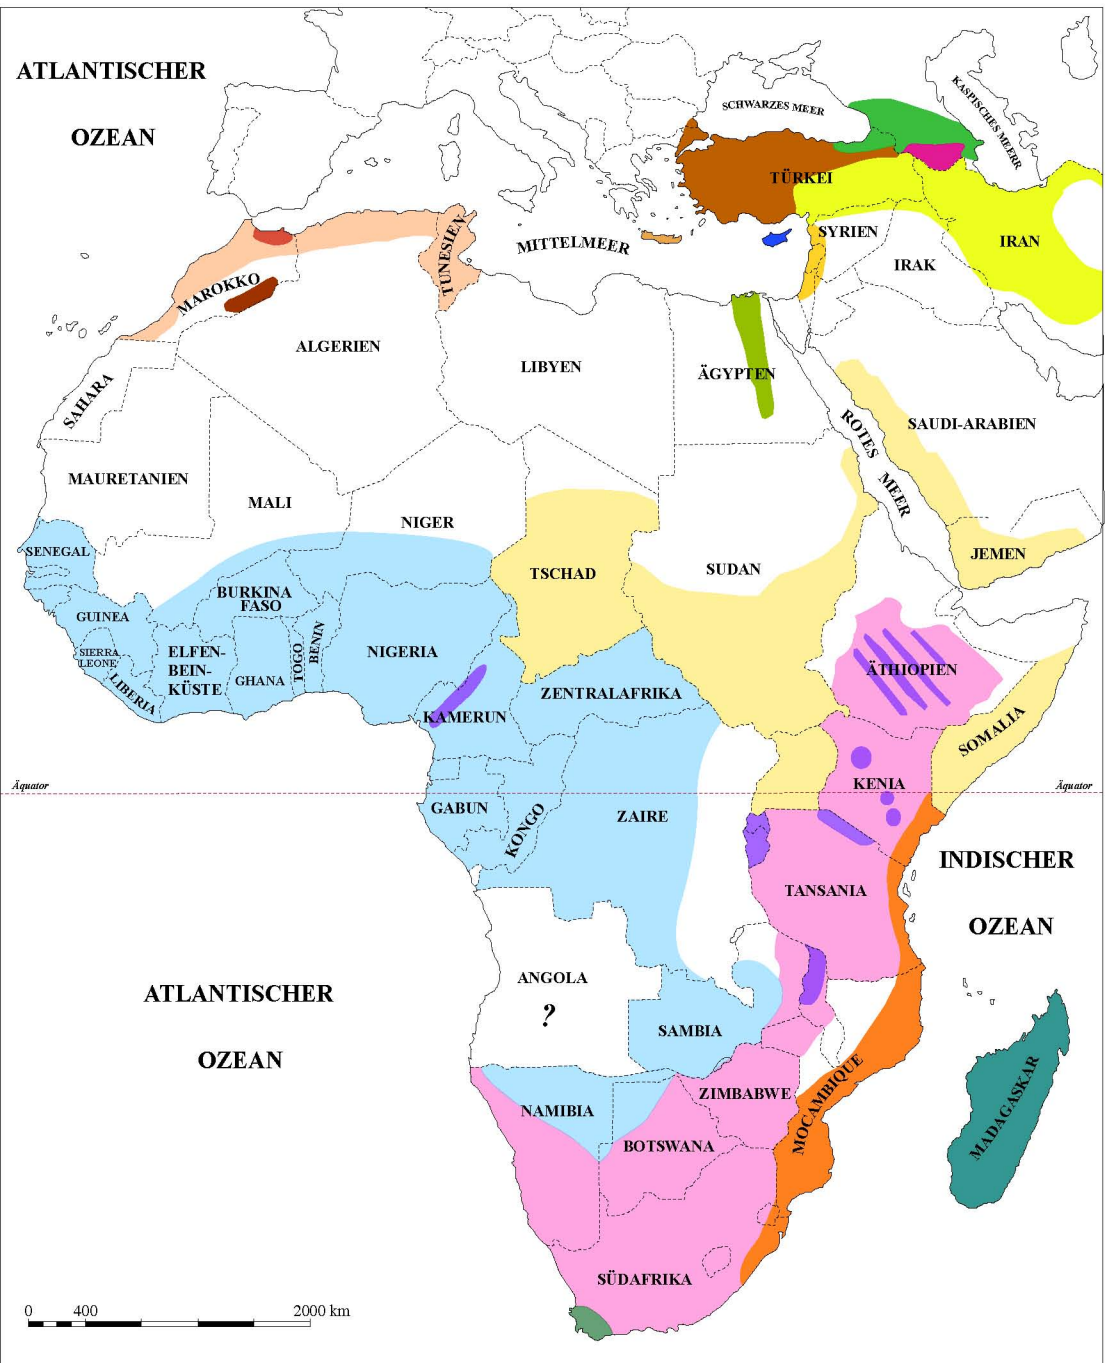 ATLANTISCHER
OZEAN
SCHWARZES MEER
KASPISCHES MEERR
TÜRKEI
TUNESIEN
MITTELMEER
SYRIEN
IRAN
IRAK
MAROKKO
ALGERIEN
LIBYEN
ÄGYPTEN
SAHARA
ROTES MEER
SAUDI-ARABIEN
MAURETANIEN
MALI
NIGER
SENEGAL
TSCHAD
SUDAN
JEMEN
BURKINA
FASO
GUINEA
SIERRA
LEONE
LIBERIA
ELFEN-
BEIN-
KÜSTE
GHANA
TOGO
BENIN
NIGERIA
KAMERUN
ZENTRALAFRIKA
ÄTHIOPIEN
SOMALIA
KENIA
Äquator
Äquator
GABUN
KONGO
ZAIRE
INDISCHER
OZEAN
TANSANIA
ATLANTISCHER
OZEAN
ANGOLA
?
SAMBIA
NAMIBIA
ZIMBABWE
BOTSWANA
MOCAMBIQUE
MADAGASKAR
SÜDAFRIKA
0 400 2000 km